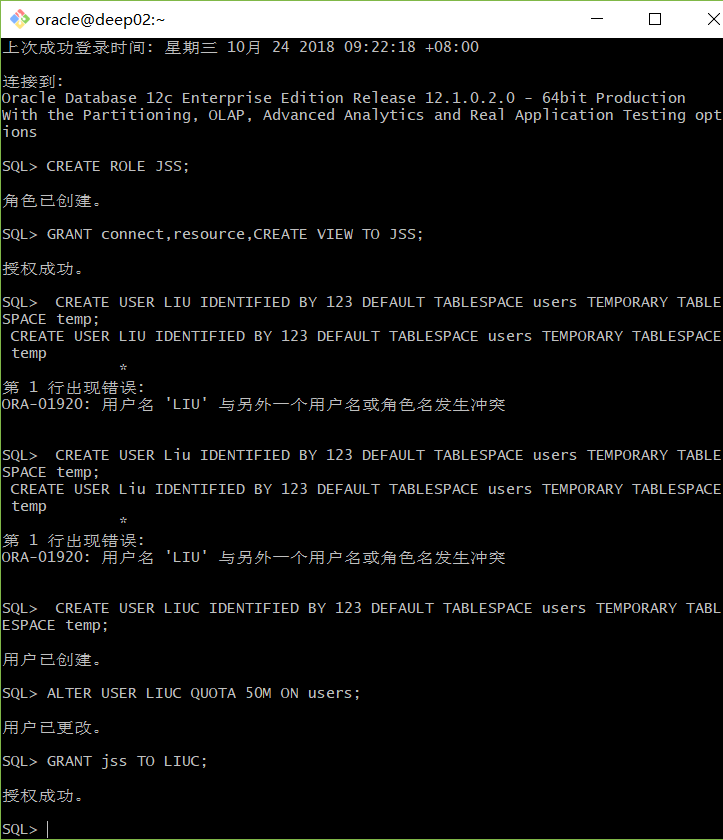 oracle@deep02:~
上次成功登录时间: 星期三 10月 24 2018 09:22:18 +08:00
连接到:
Oracle Database 12c Enterprise Edition Release 12.1.0.2.0 - 64bit Production
With the Partitioning, OLAP, Advanced Analytics and Real Application Testing opt
ions
SQL> CREATE ROLE JSS;
角色已创建。
SQL> GRANT connect,resource,CREATE VIEW TO JSS;
授权成功。
SQL>  CREATE USER LIU IDENTIFIED BY 123 DEFAULT TABLESPACE users TEMPORARY TABLE
SPACE temp;
 CREATE USER LIU IDENTIFIED BY 123 DEFAULT TABLESPACE users TEMPORARY TABLESPACE
 temp
             *
第 1 行出现错误:
ORA-01920: 用户名 'LIU' 与另外一个用户名或角色名发生冲突
SQL>  CREATE USER Liu IDENTIFIED BY 123 DEFAULT TABLESPACE users TEMPORARY TABLE
SPACE temp;
 CREATE USER Liu IDENTIFIED BY 123 DEFAULT TABLESPACE users TEMPORARY TABLESPACE
 temp
             *
第 1 行出现错误:
ORA-01920: 用户名 'LIU' 与另外一个用户名或角色名发生冲突
SQL>  CREATE USER LIUC IDENTIFIED BY 123 DEFAULT TABLESPACE users TEMPORARY TABL
ESPACE temp;
用户已创建。
SQL> ALTER USER LIUC QUOTA 50M ON users;
用户已更改。
SQL> GRANT jss TO LIUC;
授权成功。
SQL>